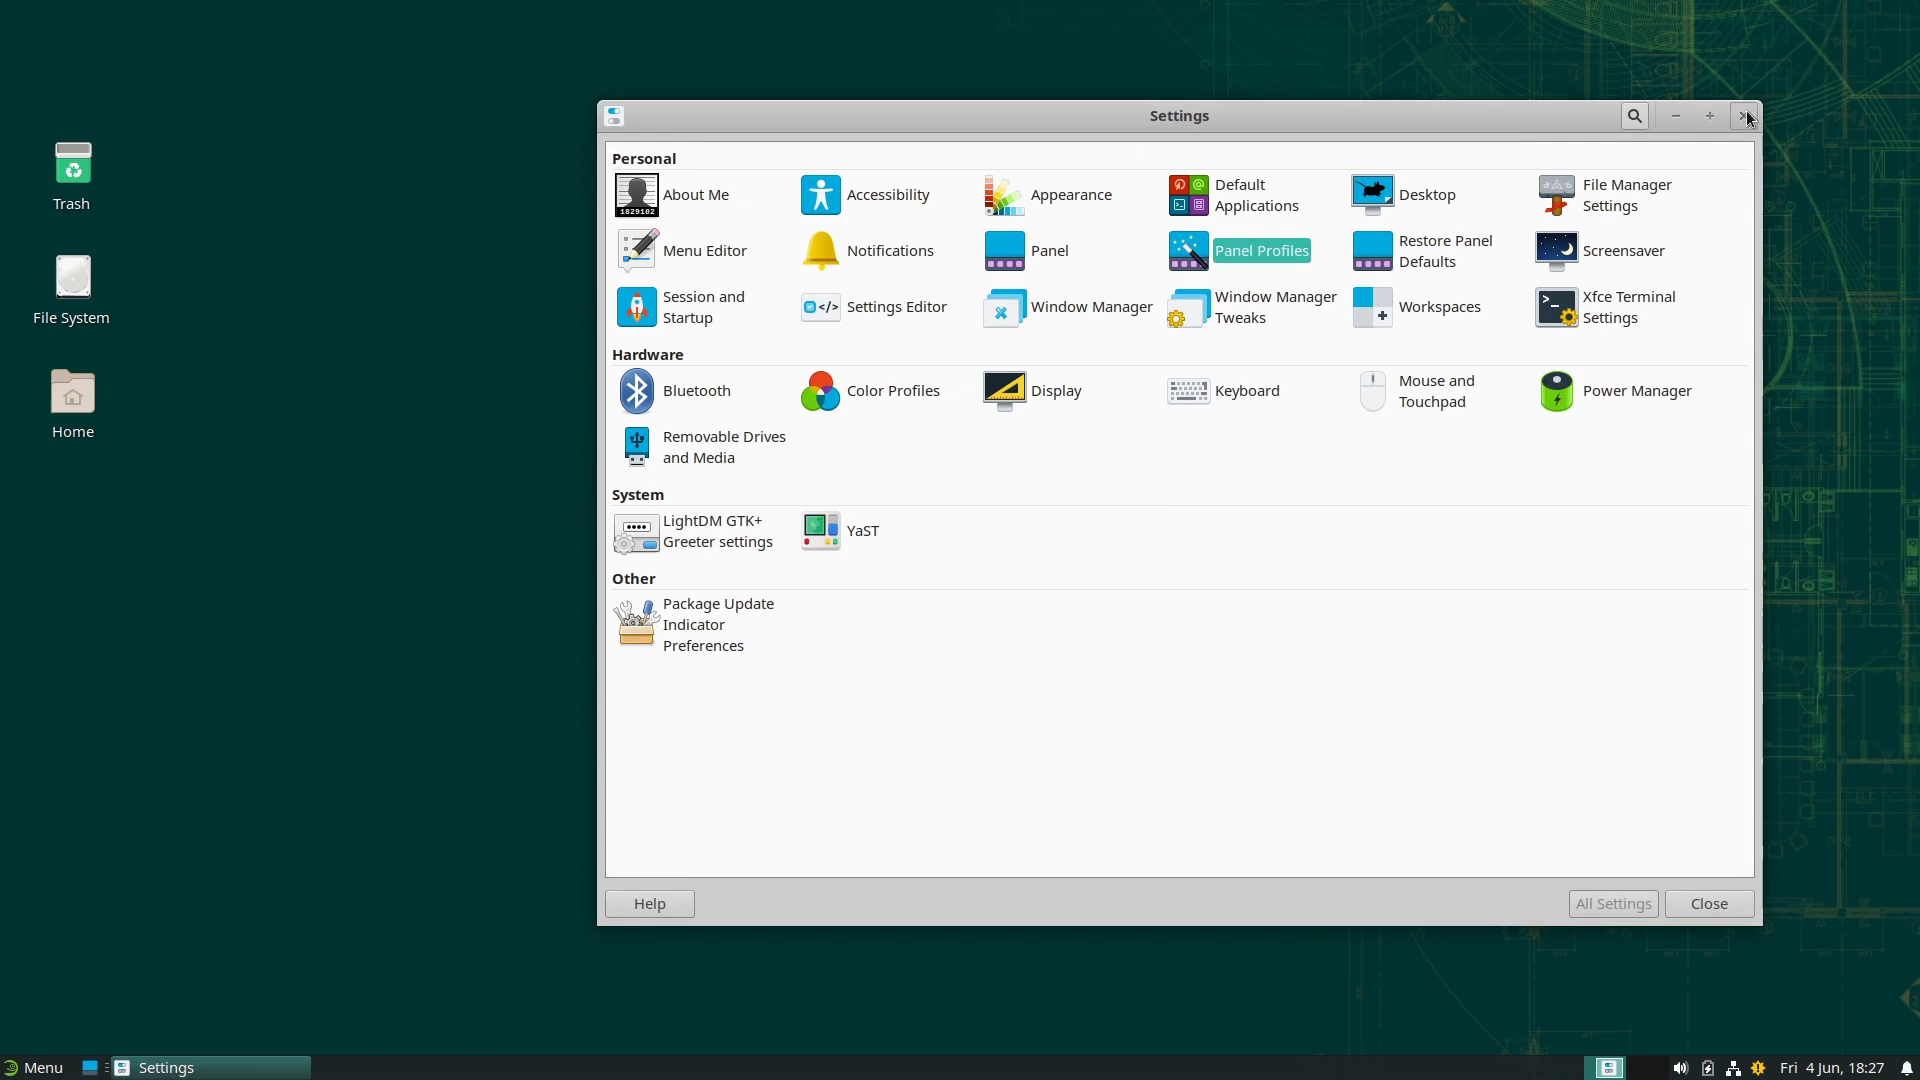 Settings
Personal
About Me
1829102
Accessibility
Appearance
Default
Applications
Desktop
File Manager
Settings
Menu Editor
Notifications
Panel
Panel Profiles
Restore Panel
Defaults
Screensaver
Session and
Startup
Settings Editor
Window Manager
Window Manager
Tweaks
Workspaces
Xfce Terminal
Settings
Hardware
Bluetooth
Color Profiles
Display
Keyboard
Mouse and
Touchpad
Power Manager
Removable Drives
and Media
System
LightDM GTK+
Greeter settings
YaST
Other
Package Update
Indicator
Preferences
Help
All Settings
Close
Trash
File System
Home
Menu
Settings
Fri 4 Jun, 18:27